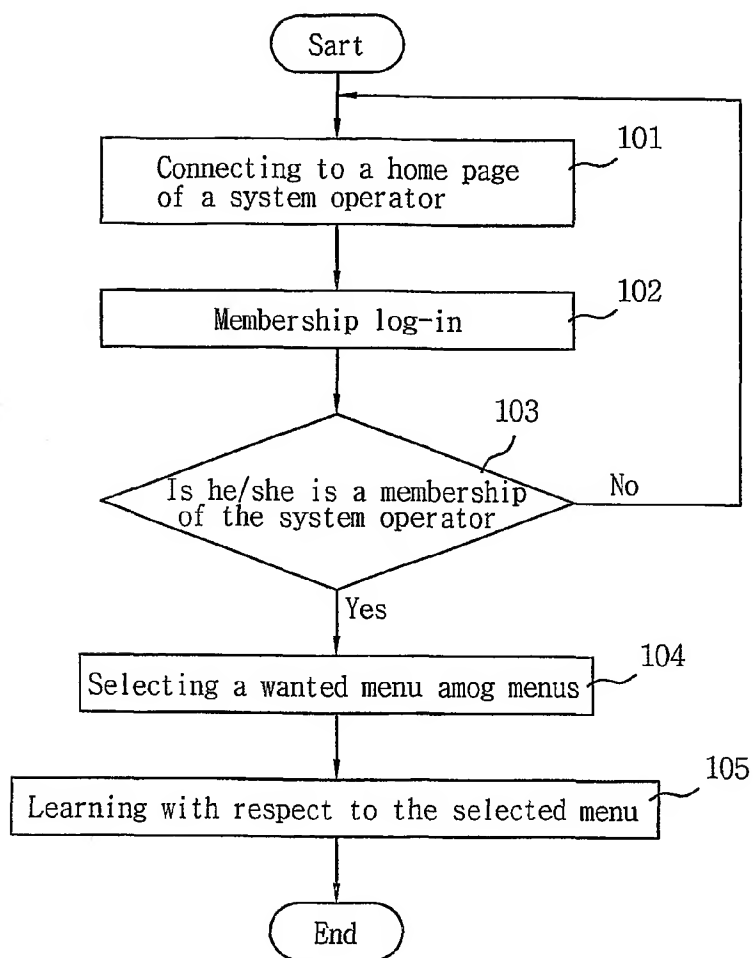 Sart
Connecting to a home page
of a system operator
101
Membership log-in
102
103
Is he/she is a membership
of the system operator
No
Yes
Selecting a wanted menu amog menus
104
Learning with respect to the selected menu
105
End